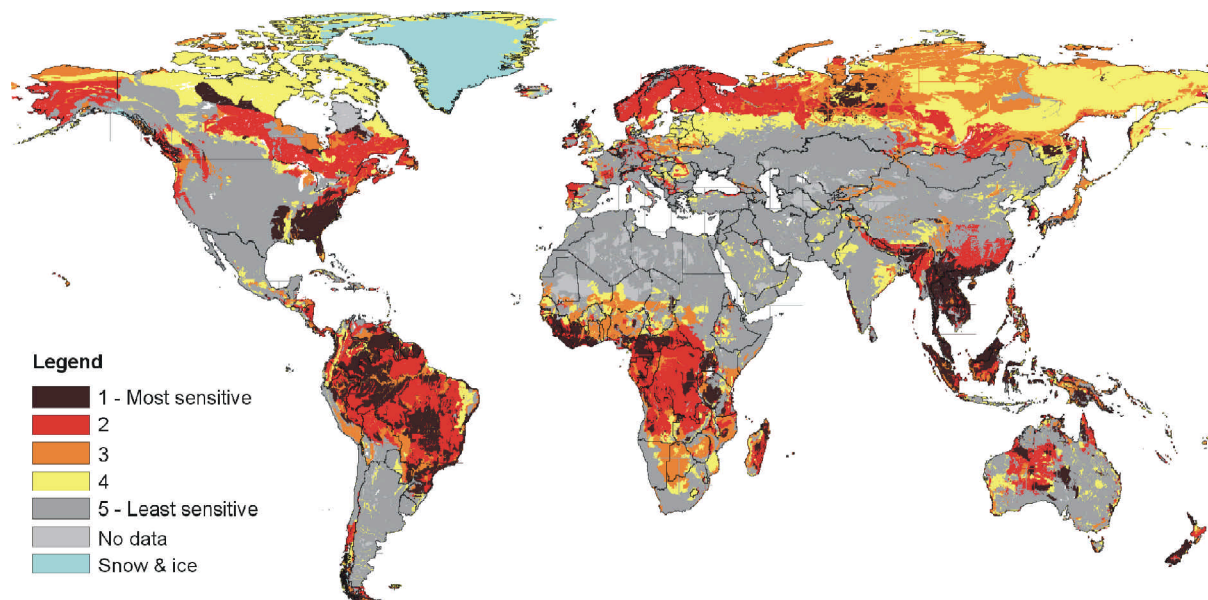 Legend
1 - Most sensitive
2
3
4
5 - Least sensitive
No data
Snow & ice